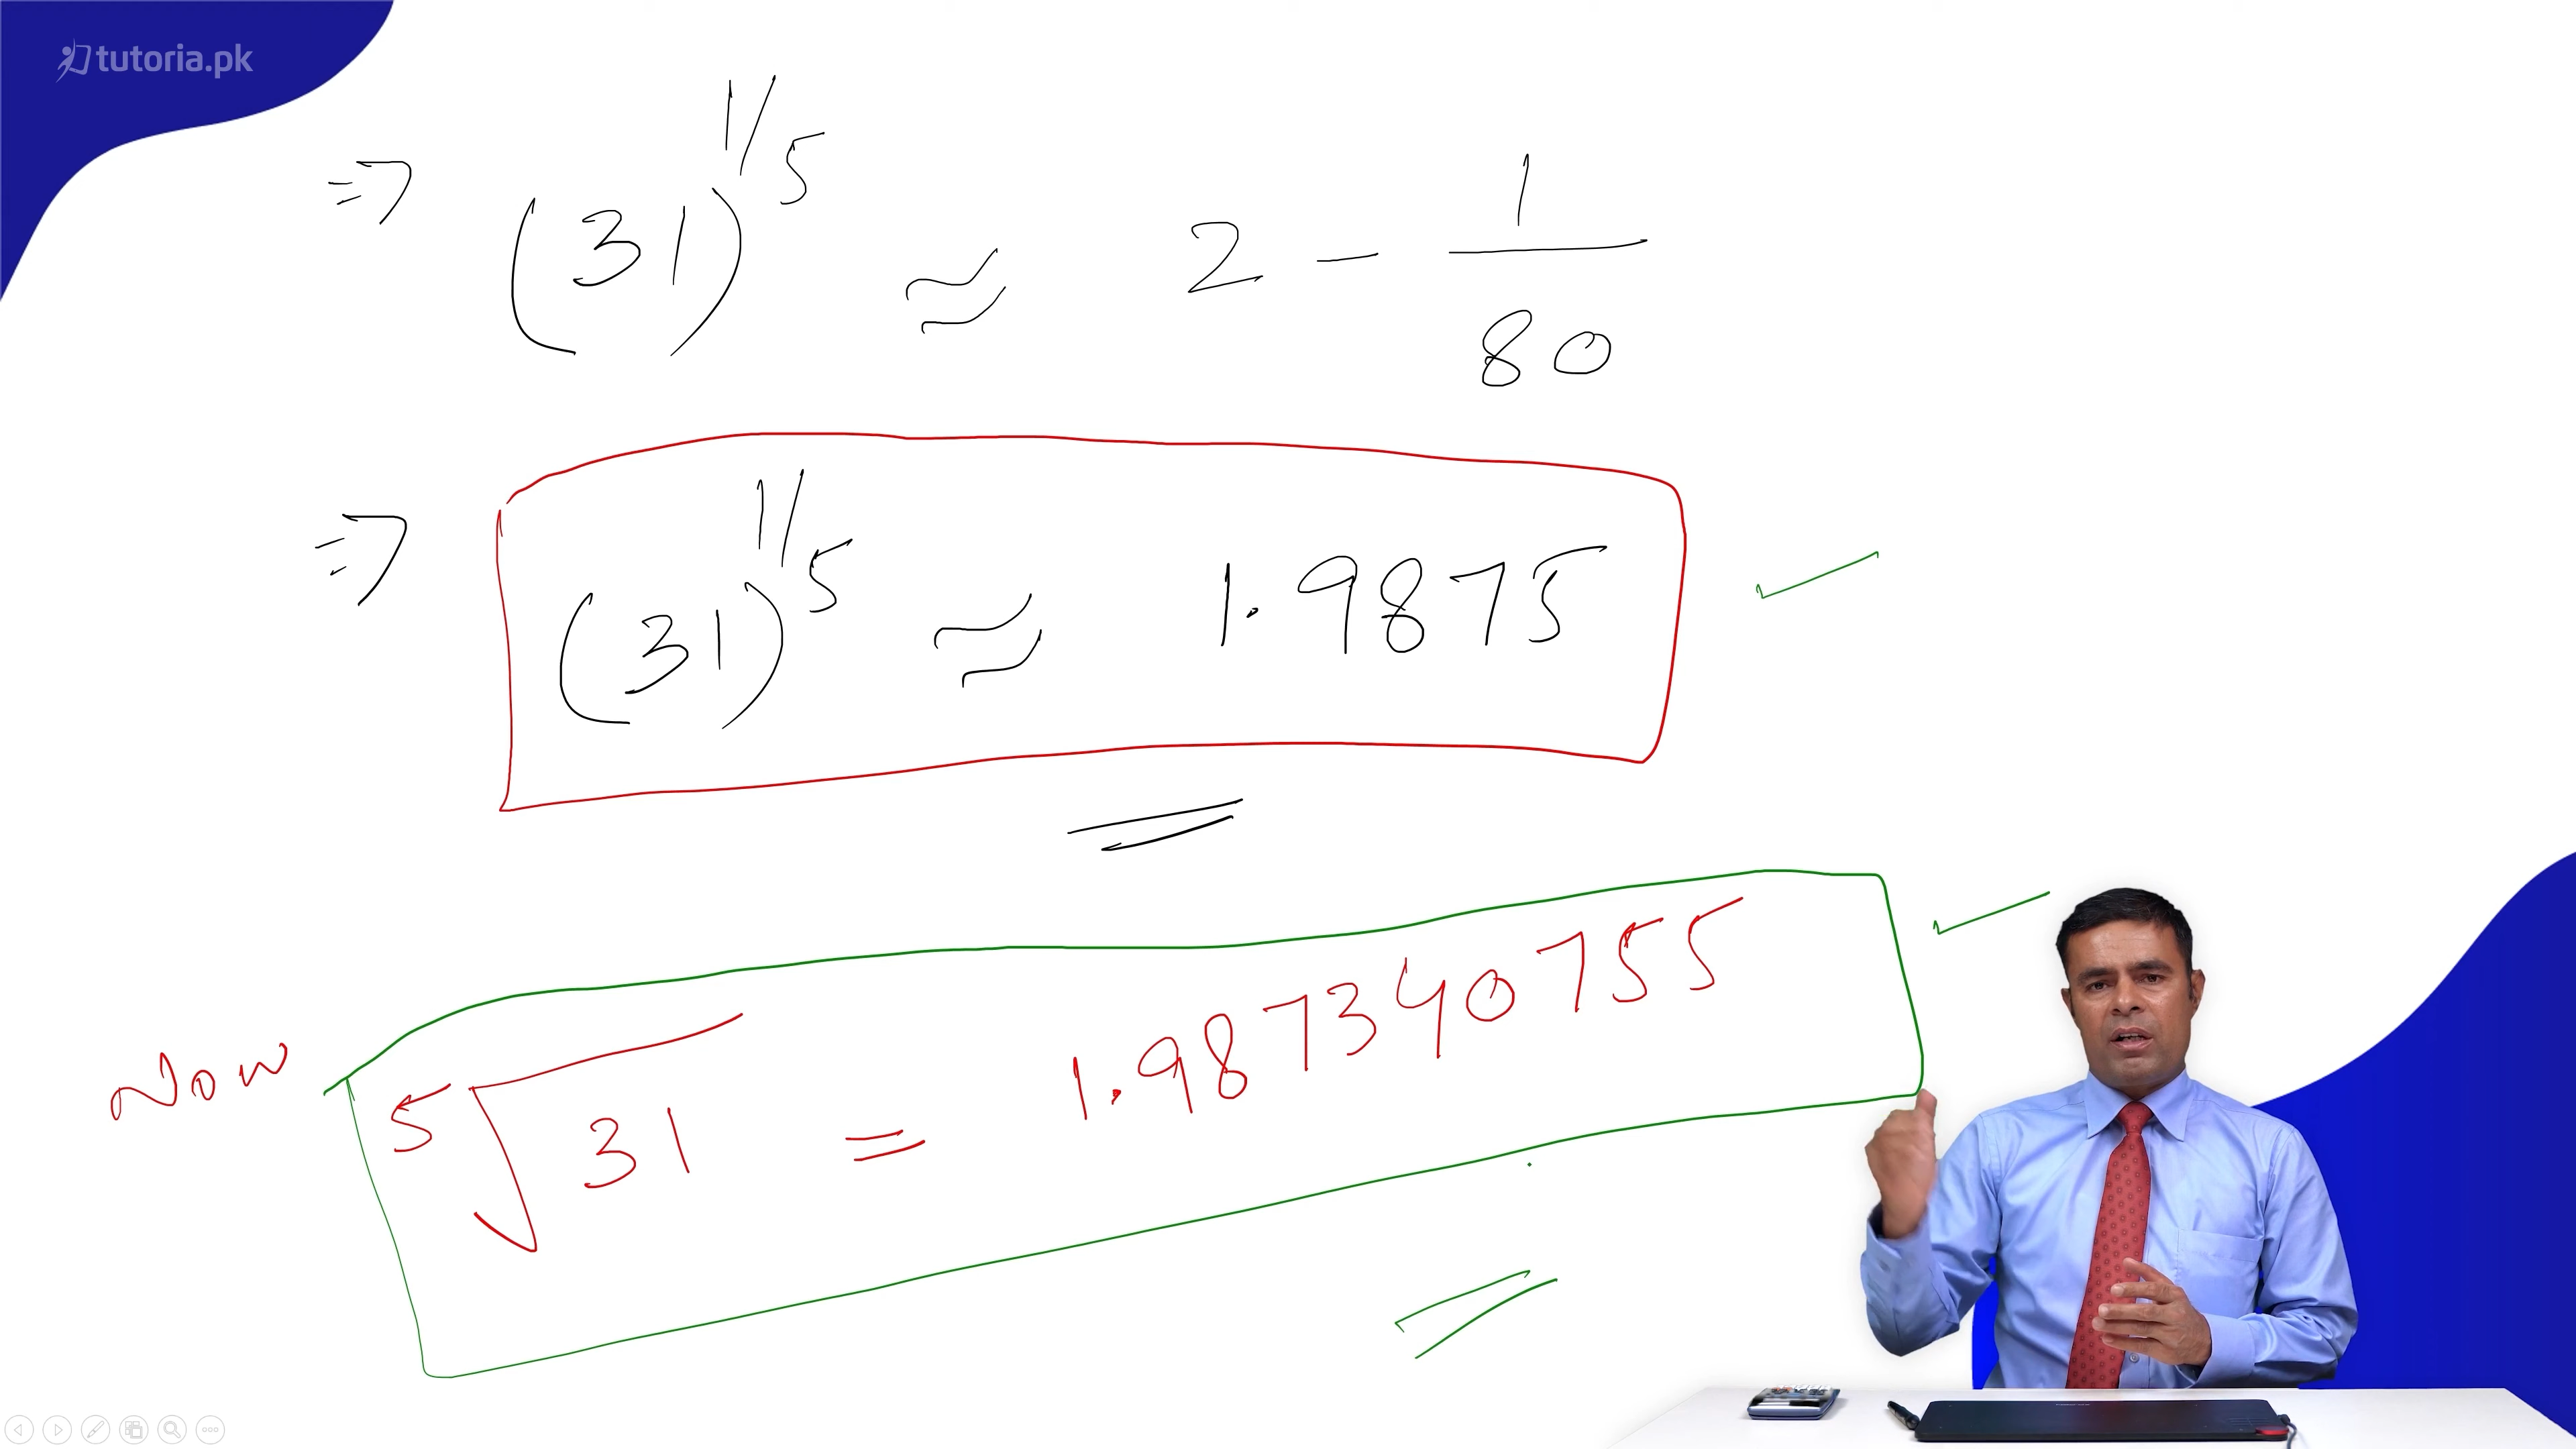 tutoria.pk
⇒ (31)^1/5 ≈ 2 - 1/80
⇒ (31)^1/5 ≈ 1.9875
Now ⁵√31 = 1.987340755